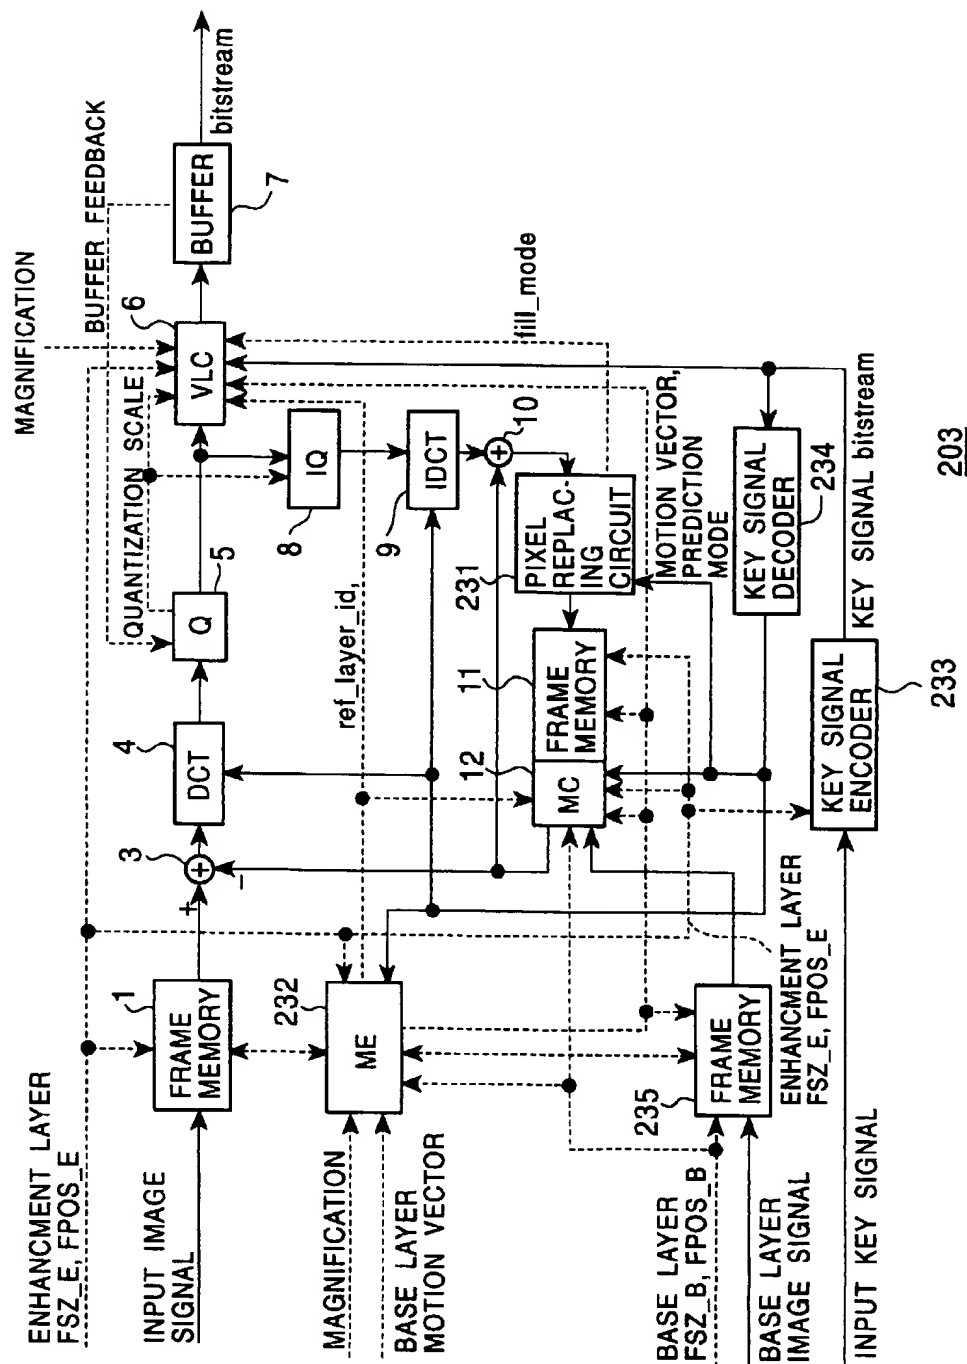 ENHANCMENT LAYER
FSZ_E, FPOS_E
INPUT IMAGE
SIGNAL
MAGNIFICATION
BASE LAYER
MOTION VECTOR
BASE LAYER
FSZ_B, FPOS_B
BASE LAYER
IMAGE SIGNAL
INPUT KEY SIGNAL
1
FRAME
MEMORY
232
ME
235
FRAME
MEMORY
ENHANCMENT LAYER
FSZ_E, FPOS_E
3
+
-
+
4
DCT
ref_layer_id,
12
MC
11
FRAME
MEMORY
KEY SIGNAL
ENCODER
233
QUANTIZATION SCALE
5
Q
8
IQ
9
IDCT
10
+
231
PIXEL
REPLAC-
ING
CIRCUIT
MOTION VECTOR,
PREDICTION
MODE
KEY SIGNAL
DECODER
234
KEY SIGNAL bitstream
MAGNIFICATION
BUFFER FEEDBACK
6
VLC
fill_mode
BUFFER
7
bitstream
203